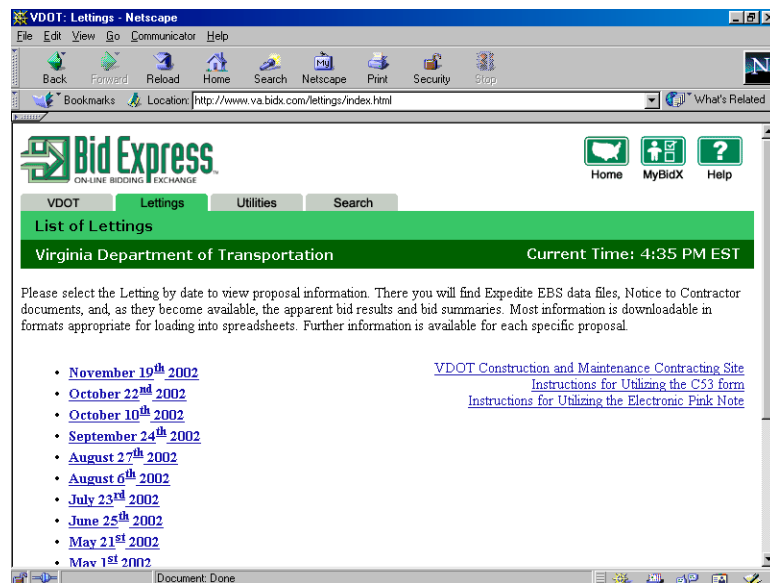 VDOT: Lettings - Netscape
File Edit View Go Communicator Help
Back Forward Reload Home Search Netscape Print Security Stop
My
N
Bookmarks Location: http://www.va.bidx.com/lettings/index.html What's Related
Bid Express
ON-LINE BIDDING EXCHANGE
?
Home MyBidX Help
VDOT Lettings Utilities Search
List of Lettings
Virginia Department of Transportation Current Time: 4:35 PM EST
Please select the Letting by date to view proposal information. There you will find Expedite EBS data files, Notice to Contractor
documents, and, as they become available, the apparent bid results and bid summaries. Most information is downloadable in
formats appropriate for loading into spreadsheets. Further information is available for each specific proposal.
• November 19th 2002
• October 22nd 2002
• October 10th 2002
• September 24th 2002
• August 27th 2002
• August 6th 2002
• July 23rd 2002
• June 25th 2002
• May 21st 2002
• May 1st 2002
VDOT Construction and Maintenance Contracting Site
Instructions for Utilizing the C53 form
Instructions for Utilizing the Electronic Pink Note
Document: Done